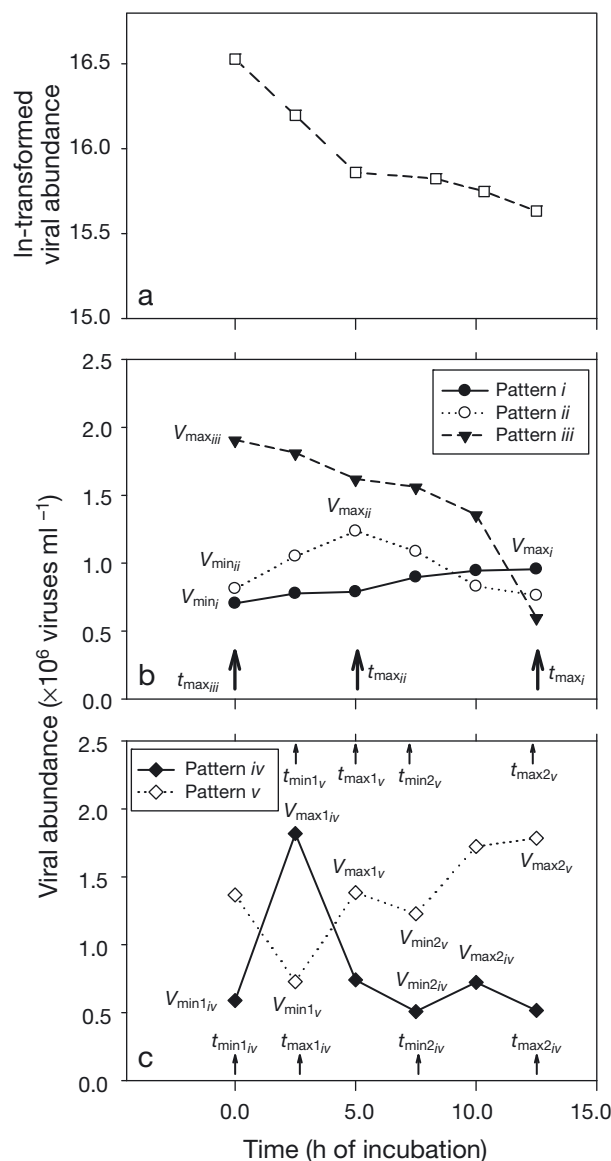 ln-transformed
viral abundance
16.5
16.0
15.5
15.0
a
Viral abundance (×10⁶ viruses ml⁻¹)
2.5
2.0
1.5
1.0
0.5
0.0
Pattern i
Pattern ii
Pattern iii
Vmaxiii
Vmaxii
Vminii
Vmini
Vmaxi
tmaxiii
tmaxii
tmaxi
b
2.5
2.0
1.5
1.0
0.5
0.0
Pattern iv
Pattern v
tmin1v
tmax1v
tmin2v
tmax2v
Vmax1iv
Vmax1v
Vmax2v
Vmin2v
Vmax2iv
Vmin1iv
Vmin1v
Vmin2iv
tmin1iv
tmax1iv
tmin2iv
tmax2iv
c
0.0 5.0 10.0 15.0
Time (h of incubation)